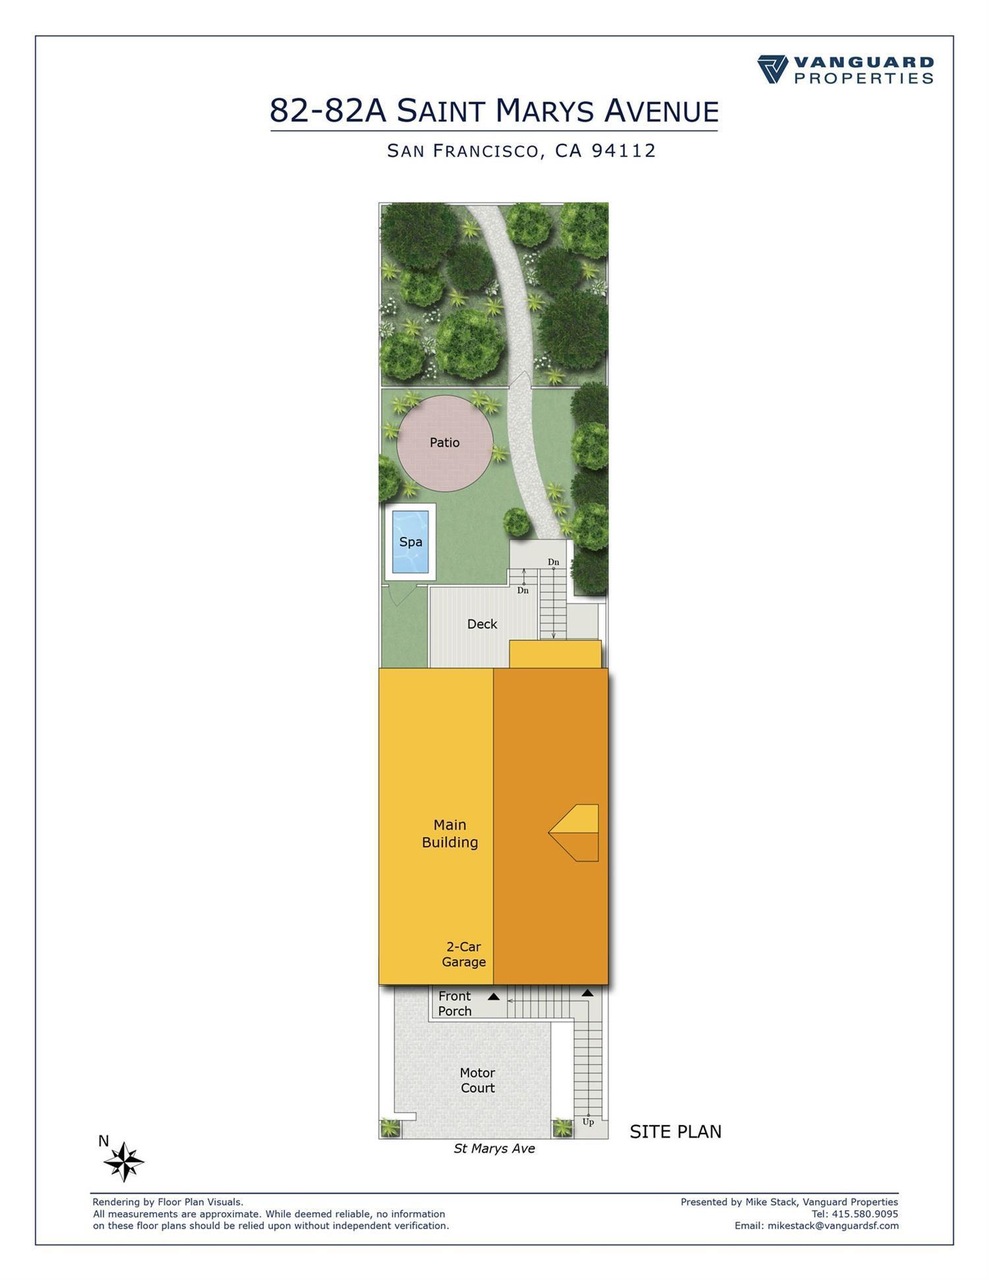 VANGUARD
PROPERTIES
82-82A SAINT MARYS AVENUE
SAN FRANCISCO, CA 94112
Patio
Spa
Dn
Dn
Deck
Main
Building
2-Car
Garage
Front
Porch
Motor
Court
Up
St Marys Ave
SITE PLAN
N
Rendering by Floor Plan Visuals.
All measurements are approximate. While deemed reliable, no information
on these floor plans should be relied upon without independent verification.
Presented by Mike Stack, Vanguard Properties
Tel: 415.580.9095
Email: mikestack@vanguardsf.com